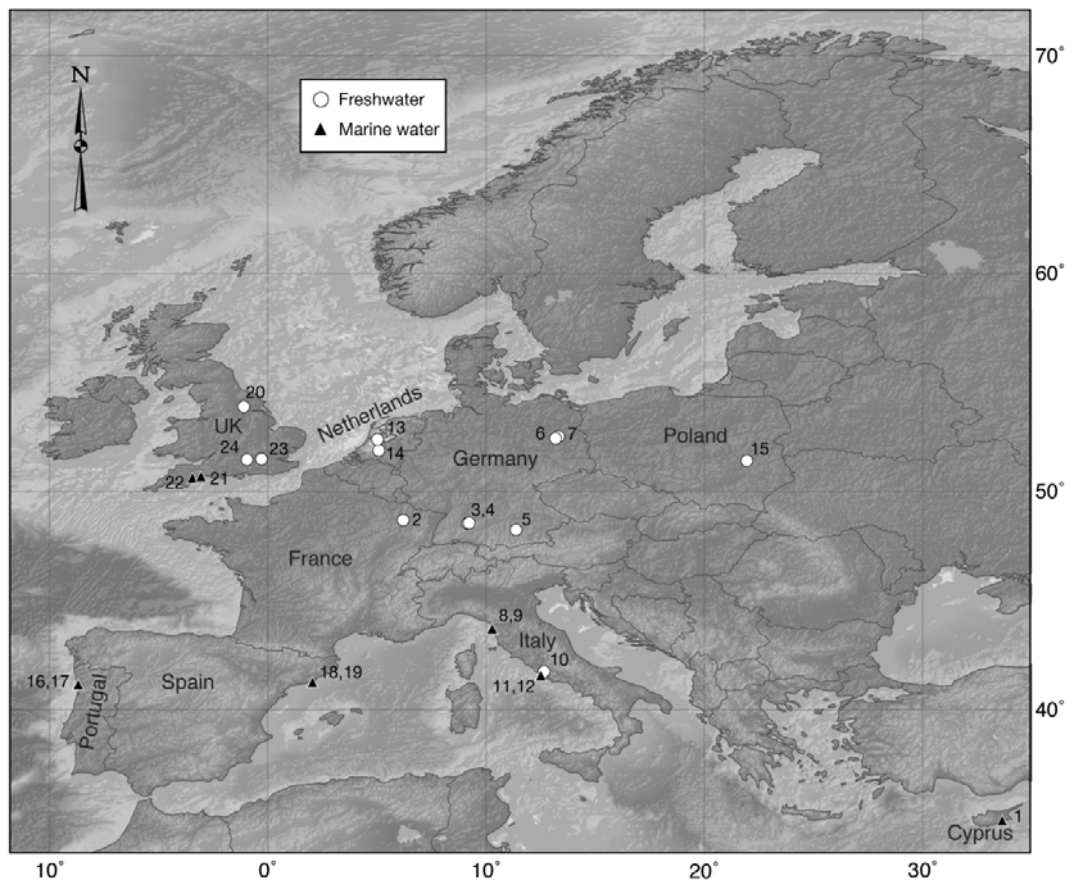 70°
N
Freshwater
Marine water
60°
20
UK
Netherlands
13
14
24
23
22
21
6
7
Germany
Poland
15
50°
2
3,4
5
France
8,9
Italy
10
11,12
16,17
Portugal
Spain
18,19
40°
1
Cyprus
10°
0°
10°
20°
30°